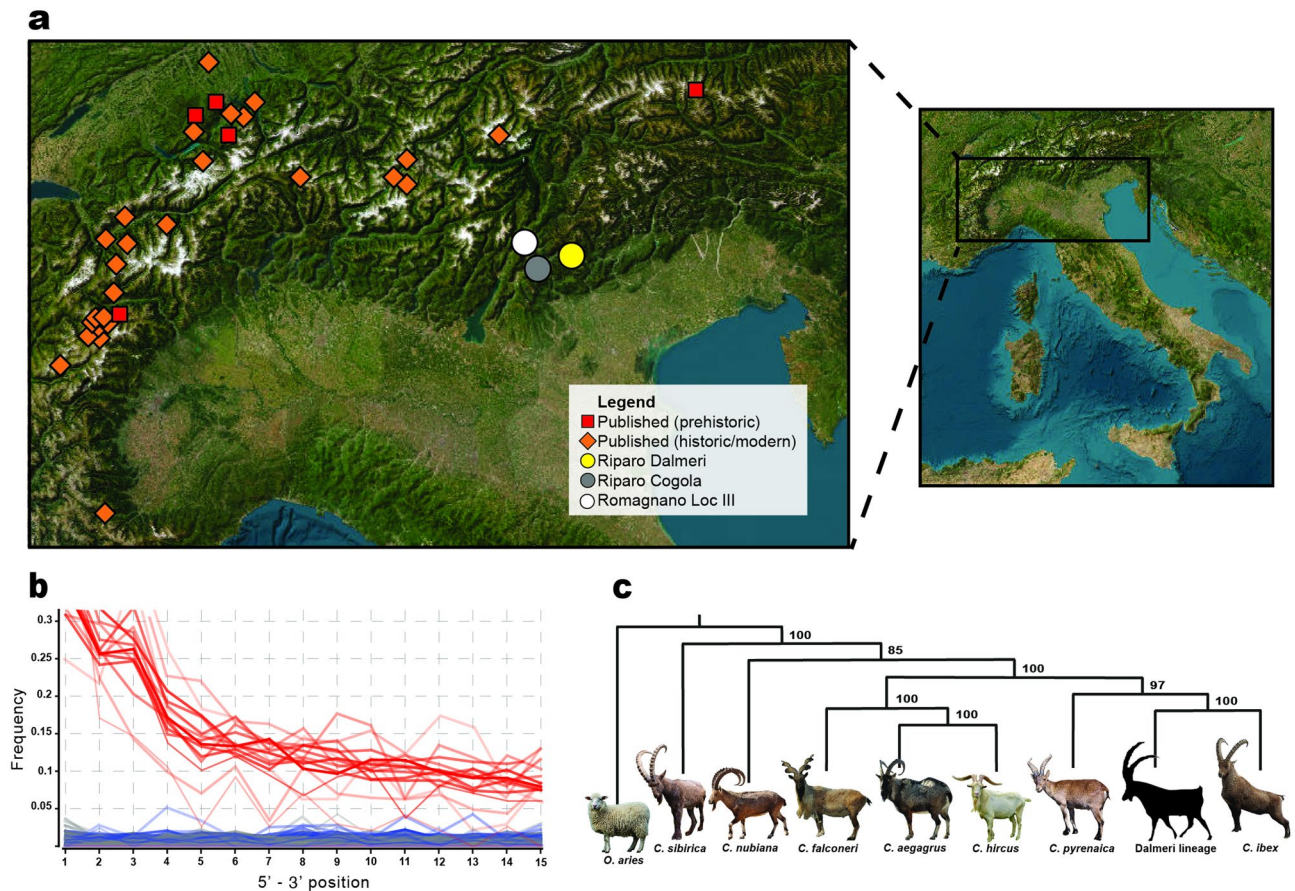 a
Legend
Published (prehistoric)
Published (historic/modern)
Riparo Dalmeri
Riparo Cogola
Romagnano Loc III
b
Frequency
0.3
0.25
0.2
0.15
0.1
0.05
1 2 3 4 5 6 7 8 9 10 11 12 13 14 15
5' - 3' position
c
100
85
100
97
100
100
100
O. aries C. sibirica C. nubiana C. falconeri C. aegagrus C. hircus C. pyrenaica Dalmeri lineage C. ibex